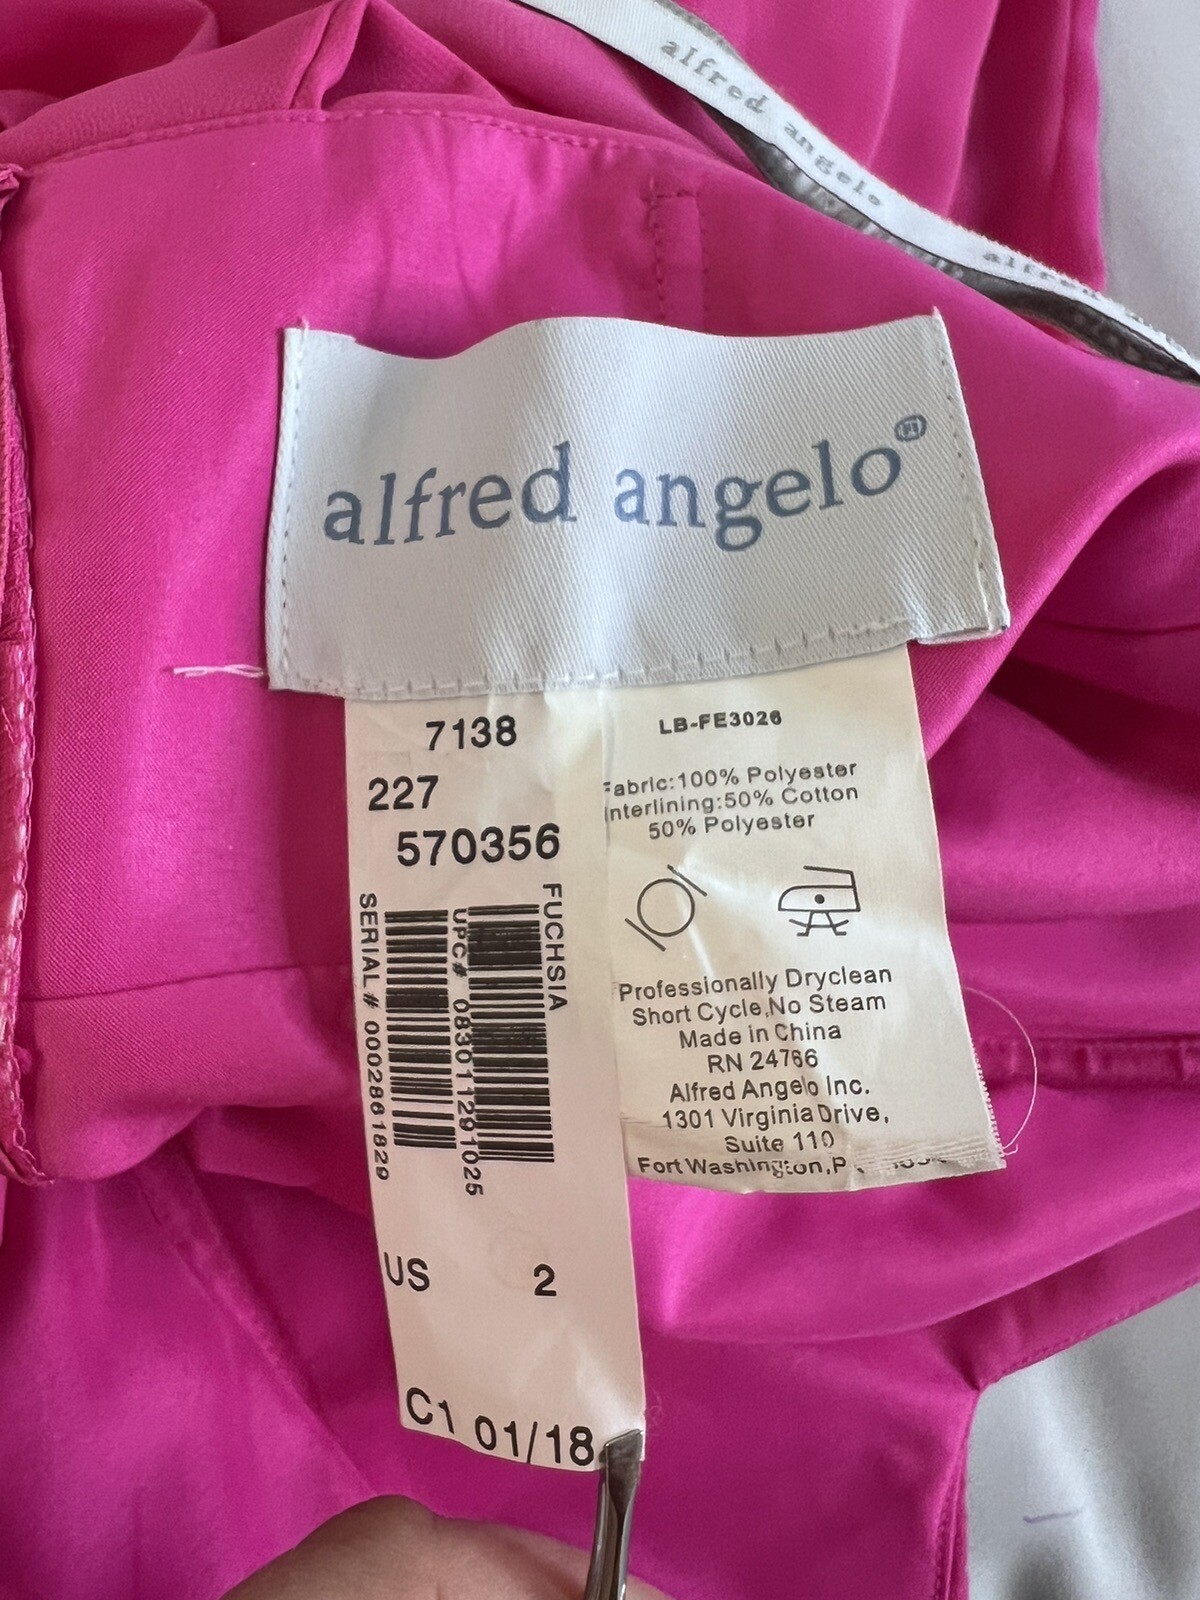 alfred angelo
alfred
alfred angelo®
7138
227
570356
FUCHSIA
UPC# 083011291025
SERIAL# 0002861829
US 2
C1 01/18
LB-FE3026
Fabric:100% Polyester
Interlining:50% Cotton
50% Polyester
Professionally Dryclean
Short Cycle,No Steam
Made in China
RN 24766
Alfred Angelo Inc.
1301 Virginia Drive,
Suite 110
Fort Washington,P